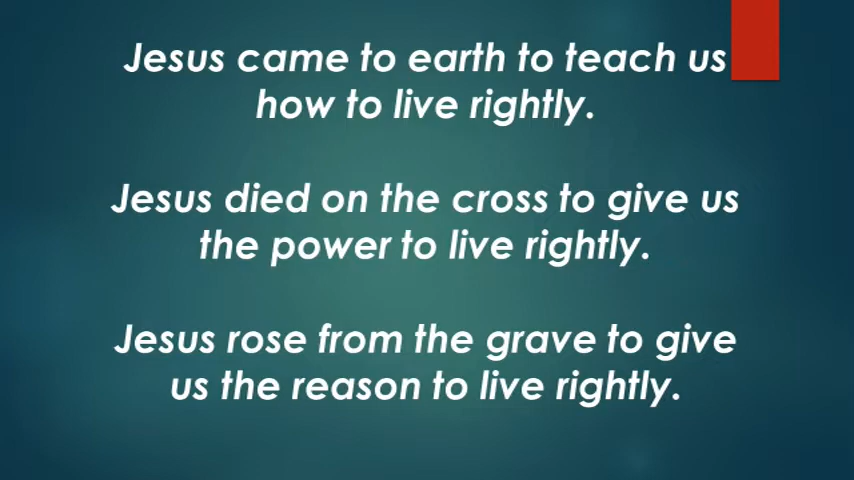 Jesus came to earth to teach us
how to live rightly.
Jesus died on the cross to give us
the power to live rightly.
Jesus rose from the grave to give
us the reason to live rightly.